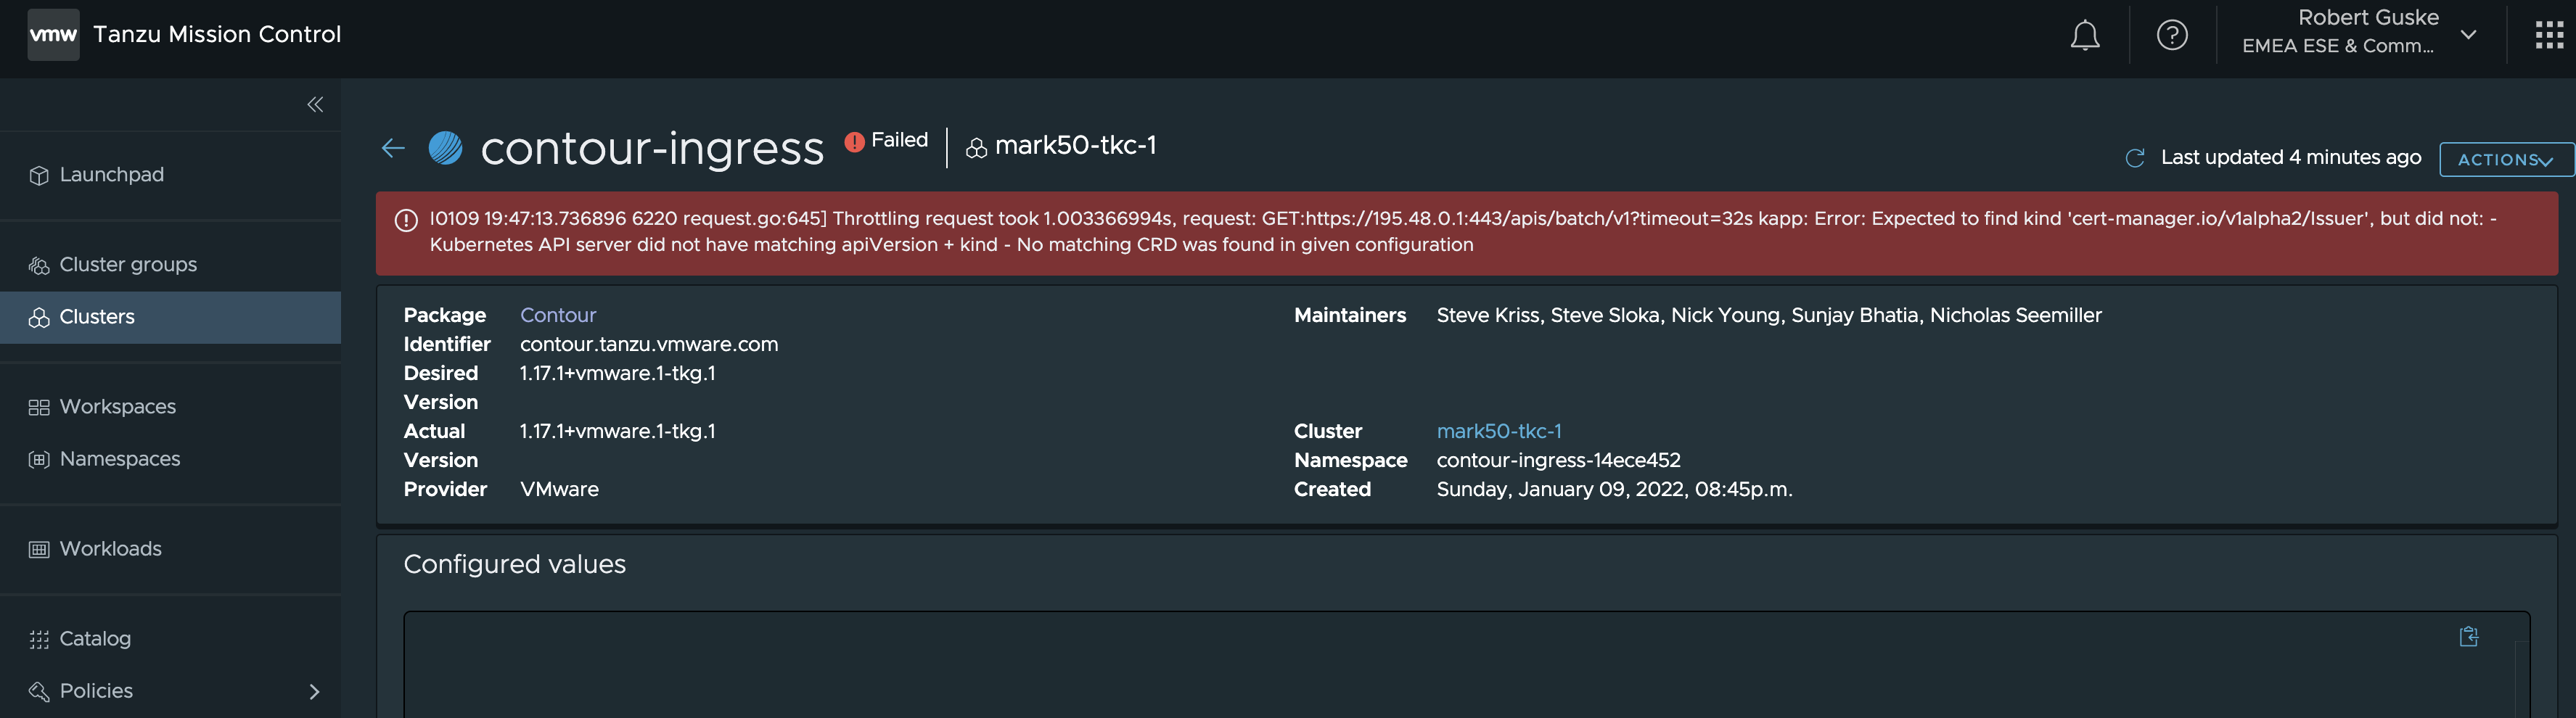 vmw Tanzu Mission Control
Robert Guske
EMEA ESE & Comm...
Launchpad
Cluster groups
Clusters
Workspaces
Namespaces
Workloads
Catalog
Policies
contour-ingress Failed mark50-tkc-1
Last updated 4 minutes ago ACTIONS
I0109 19:47:13.736896 6220 request.go:645] Throttling request took 1.003366994s, request: GET:https://195.48.0.1:443/apis/batch/v1?timeout=32s kapp: Error: Expected to find kind 'cert-manager.io/v1alpha2/Issuer', but did not: -
Kubernetes API server did not have matching apiVersion + kind - No matching CRD was found in given configuration
Package Contour
Identifier contour.tanzu.vmware.com
Desired 1.17.1+vmware.1-tkg.1
Version
Actual 1.17.1+vmware.1-tkg.1
Version
Provider VMware
Maintainers Steve Kriss, Steve Sloka, Nick Young, Sunjay Bhatia, Nicholas Seemiller
Cluster mark50-tkc-1
Namespace contour-ingress-14ece452
Created Sunday, January 09, 2022, 08:45p.m.
Configured values